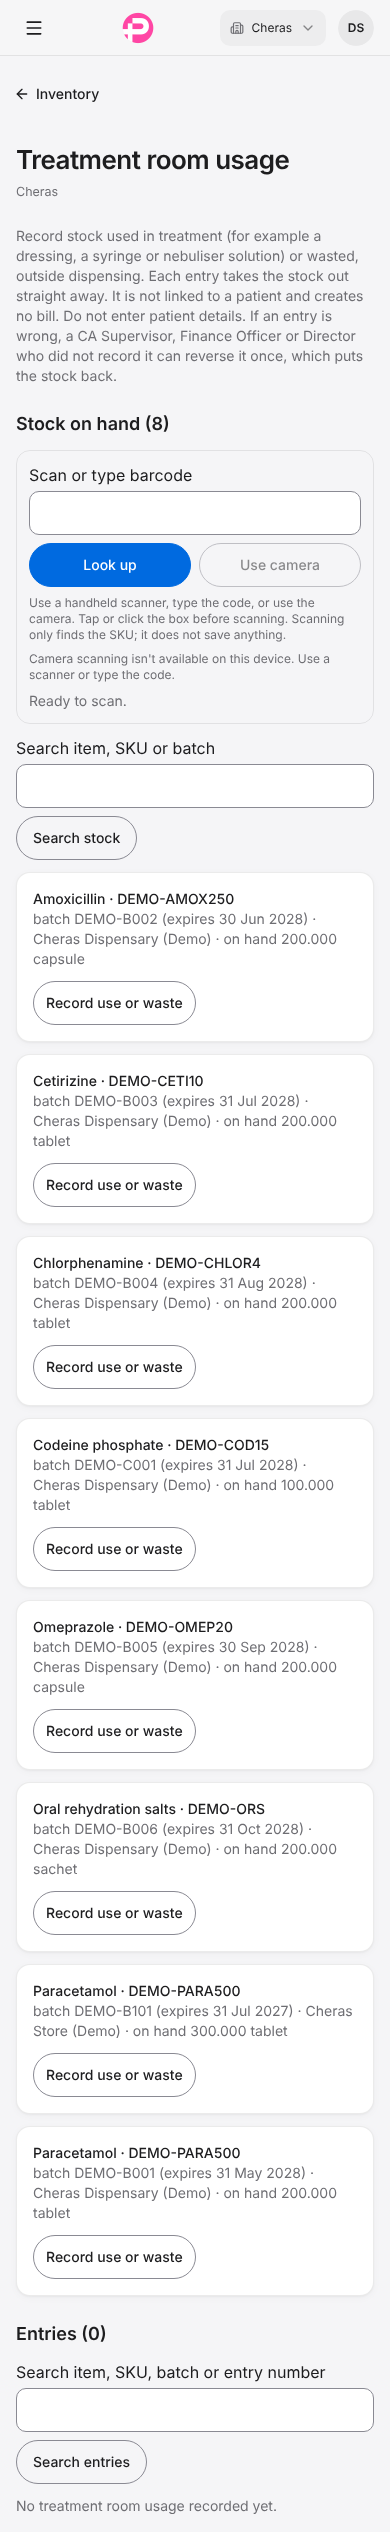 Cheras
DS
Inventory
Treatment room usage
Cheras
Record stock used in treatment (for example a
dressing, a syringe or nebuliser solution) or wasted,
outside dispensing. Each entry takes the stock out
straight away. It is not linked to a patient and creates
no bill. Do not enter patient details. If an entry is
wrong, a CA Supervisor, Finance Officer or Director
who did not record it can reverse it once, which puts
the stock back.
Stock on hand (8)
Scan or type barcode
Look up
Use camera
Use a handheld scanner, type the code, or use the
camera. Tap or click the box before scanning. Scanning
only finds the SKU; it does not save anything.
Camera scanning isn't available on this device. Use a
scanner or type the code.
Ready to scan.
Search item, SKU or batch
Search stock
Amoxicillin · DEMO-AMOX250
batch DEMO-B002 (expires 30 Jun 2028) ·
Cheras Dispensary (Demo) · on hand 200.000
capsule
Record use or waste
Cetirizine · DEMO-CETI10
batch DEMO-B003 (expires 31 Jul 2028) ·
Cheras Dispensary (Demo) · on hand 200.000
tablet
Record use or waste
Chlorphenamine · DEMO-CHLOR4
batch DEMO-B004 (expires 31 Aug 2028) ·
Cheras Dispensary (Demo) · on hand 200.000
tablet
Record use or waste
Codeine phosphate · DEMO-COD15
batch DEMO-C001 (expires 31 Jul 2028) ·
Cheras Dispensary (Demo) · on hand 100.000
tablet
Record use or waste
Omeprazole · DEMO-OMEP20
batch DEMO-B005 (expires 30 Sep 2028) ·
Cheras Dispensary (Demo) · on hand 200.000
capsule
Record use or waste
Oral rehydration salts · DEMO-ORS
batch DEMO-B006 (expires 31 Oct 2028) ·
Cheras Dispensary (Demo) · on hand 200.000
sachet
Record use or waste
Paracetamol · DEMO-PARA500
batch DEMO-B101 (expires 31 Jul 2027) · Cheras
Store (Demo) · on hand 300.000 tablet
Record use or waste
Paracetamol · DEMO-PARA500
batch DEMO-B001 (expires 31 May 2028) ·
Cheras Dispensary (Demo) · on hand 200.000
tablet
Record use or waste
Entries (0)
Search item, SKU, batch or entry number
Search entries
No treatment room usage recorded yet.